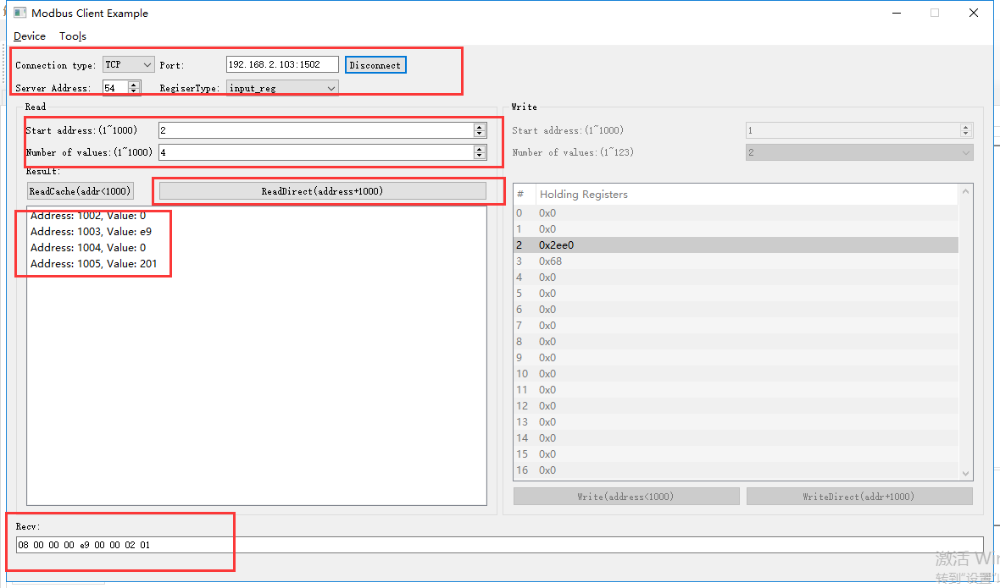 Modbus Client Example
Device Tools
Connection type: TCP Port: 192.168.2.103:1502 Disconnect
Server Address: 54 RegiserType: input_reg
Read
Start address:(1~1000) 2
Number of values:(1~1000) 4
Result:
ReadCache(addr<1000) ReadDirect(address+1000)
Address: 1002, Value: 0
Address: 1003, Value: e9
Address: 1004, Value: 0
Address: 1005, Value: 201
Write
Start address:(1~1000) 1
Number of values:(1~123) 2
# Holding Registers
0 0x0
1 0x0
2 0x2ee0
3 0x68
4 0x0
5 0x0
6 0x0
7 0x0
8 0x0
9 0x0
10 0x0
11 0x0
12 0x0
13 0x0
14 0x0
15 0x0
16 0x0
Write(address<1000) WriteDirect(addr+1000)
Recv:
08 00 00 00 e9 00 00 02 01
激活 Win
转到"设置"以